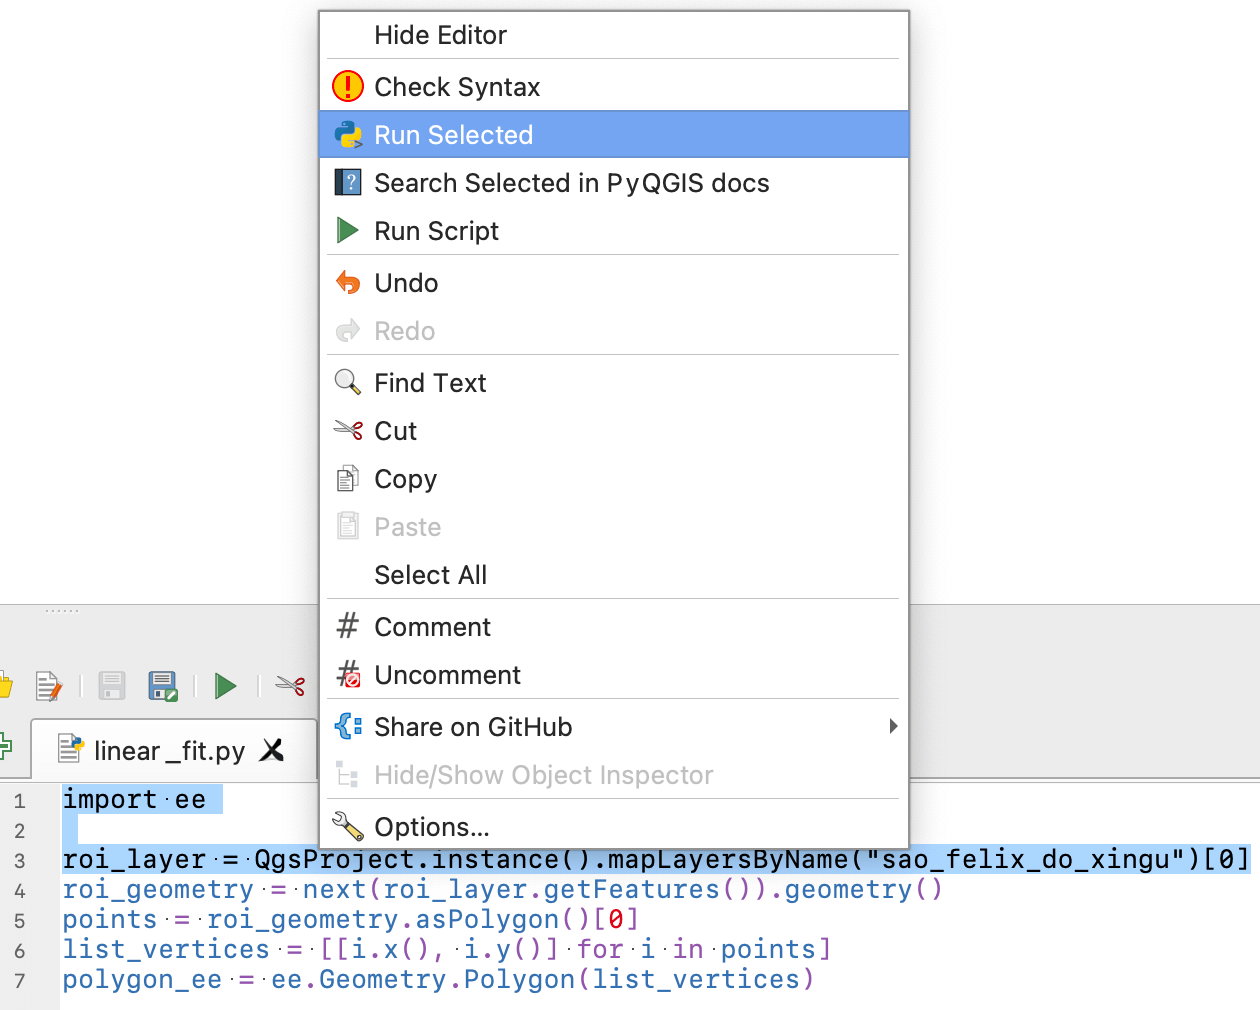 Hide Editor
Check Syntax
Run Selected
Search Selected in PyQGIS docs
Run Script
Undo
Redo
Find Text
Cut
Copy
Paste
Select All
Comment
Uncomment
Share on GitHub
Hide/Show Object Inspector
Options...
linear _fit.py
1 import ee
2
3 roi_layer = QgsProject.instance().mapLayersByName("sao_felix_do_xingu")[0]
4 roi_geometry = next(roi_layer.getFeatures()).geometry()
5 points = roi_geometry.asPolygon()[0]
6 list_vertices = [[i.x(), i.y()] for i in points]
7 polygon_ee = ee.Geometry.Polygon(list_vertices)